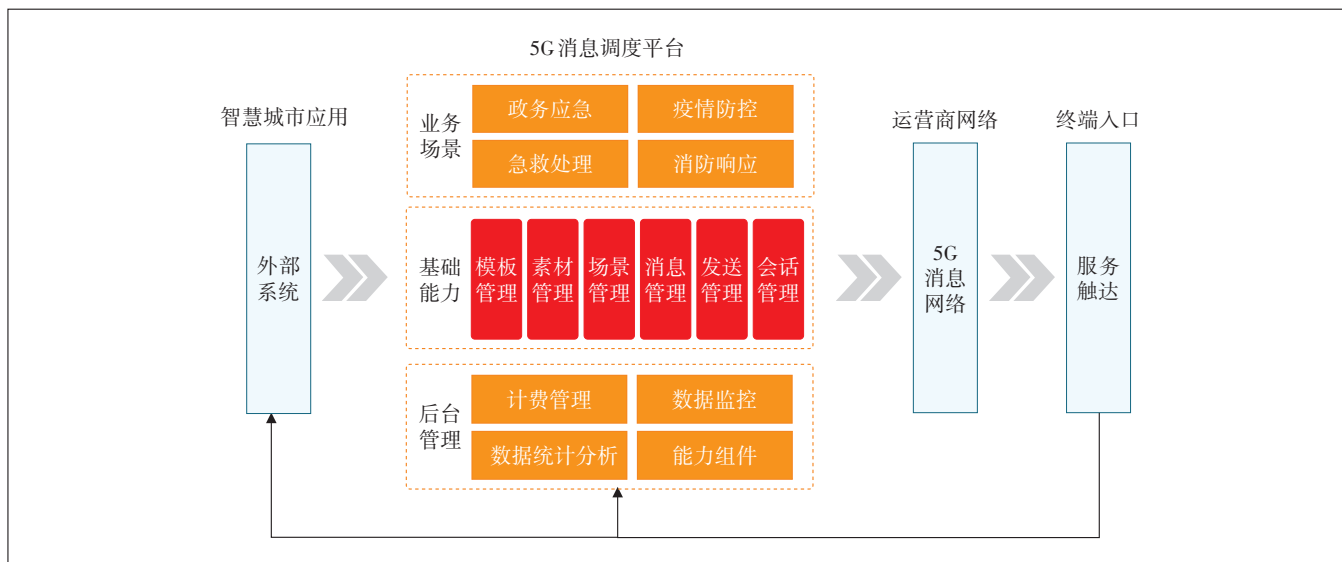 5G消息调度平台
智慧城市应用
外部
系统
业务
场景
政务应急
疫情防控
急救处理
消防响应
基础
能力
模板
管理
素材
管理
场景
管理
消息
管理
发送
管理
会话
管理
后台
管理
计费管理
数据监控
数据统计分析
能力组件
运营商网络
5G
消息
网络
终端入口
服务
触达